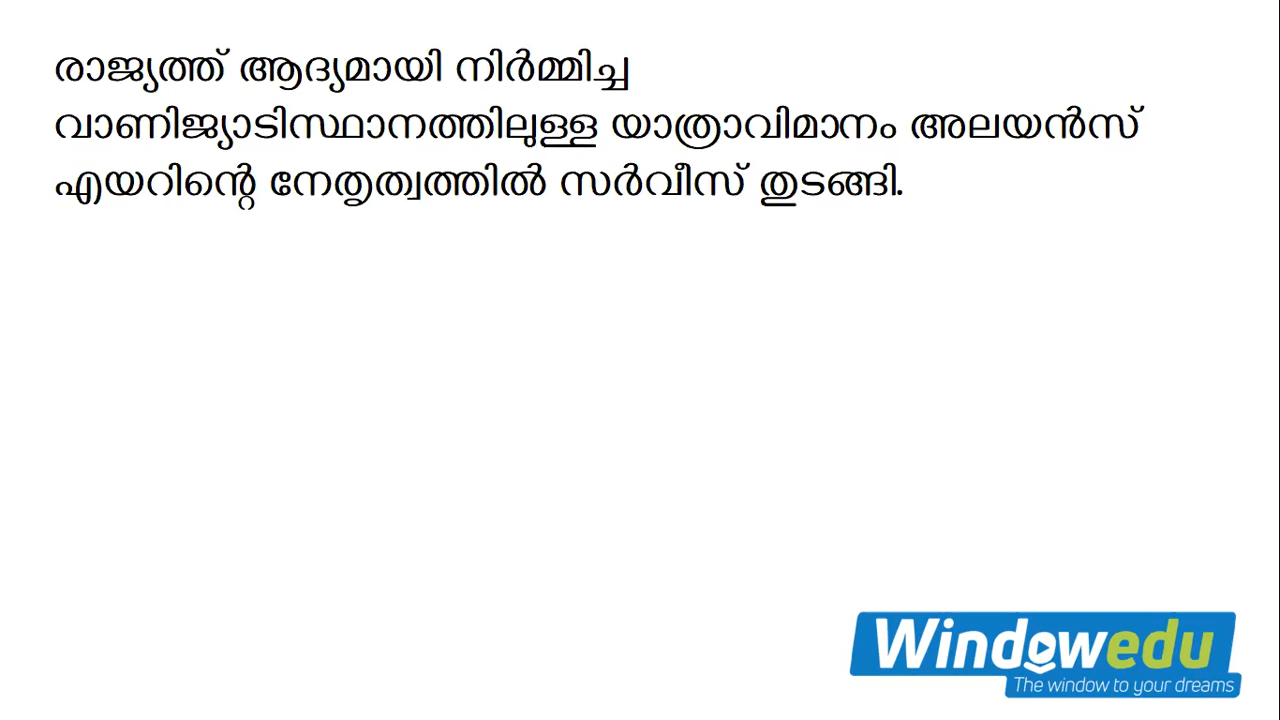 രാജ്യത്ത് ആദ്യമായി നിർമ്മിച്ച
വാണിജ്യാടിസ്ഥാനത്തിലുള്ള യാത്രാവിമാനം അലയൻസ്
എയറിന്റെ നേതൃത്വത്തിൽ സർവീസ് തുടങ്ങി.
Windowedu
The window to your dreams